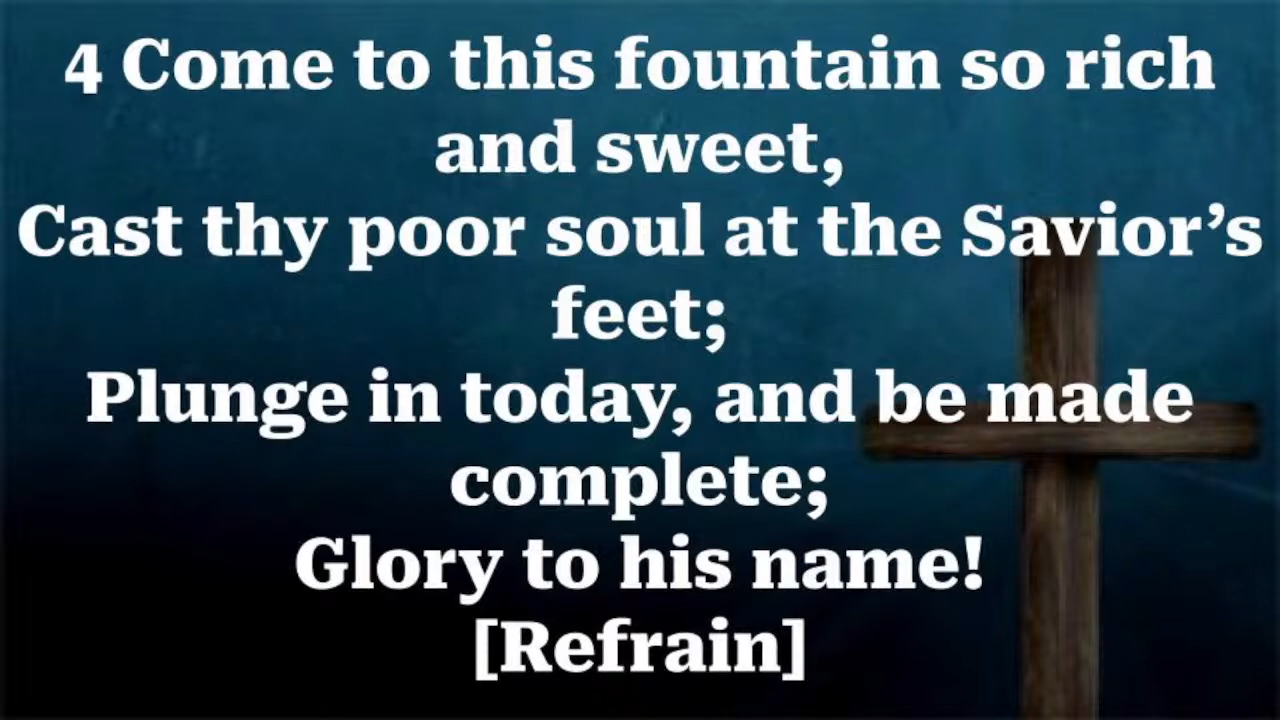 4 Come to this fountain so rich
and sweet,
Cast thy poor soul at the Savior’s
feet;
Plunge in today, and be made
complete;
Glory to his name!
[Refrain]